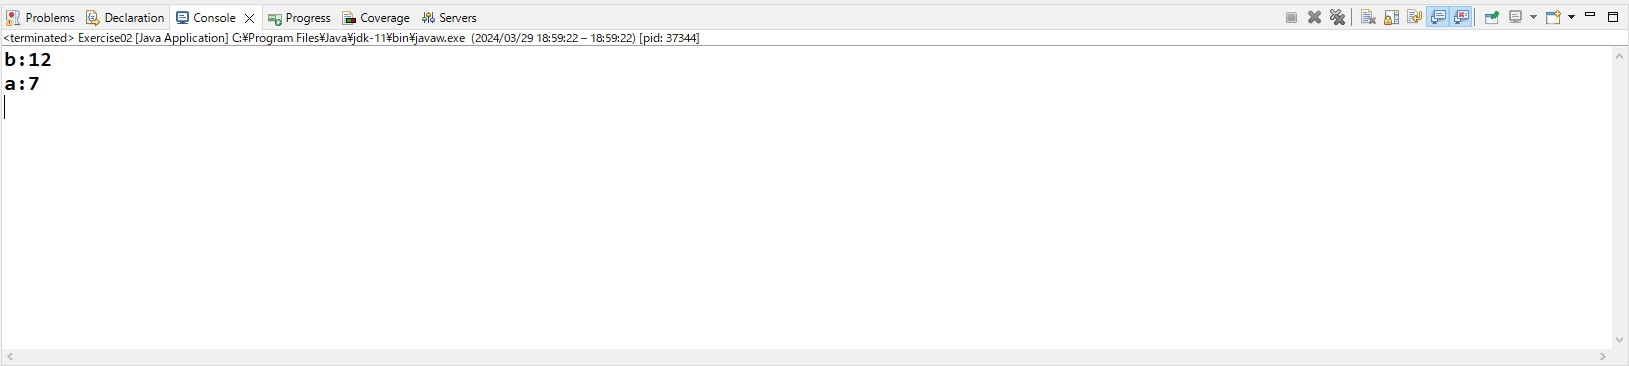 Problems Declaration Console Progress Coverage Servers
<terminated> Exercise02 [Java Application] C:¥Program Files¥Java¥jdk-11¥bin¥javaw.exe (2024/03/29 18:59:22 – 18:59:22) [pid: 37344]
b:12
a:7